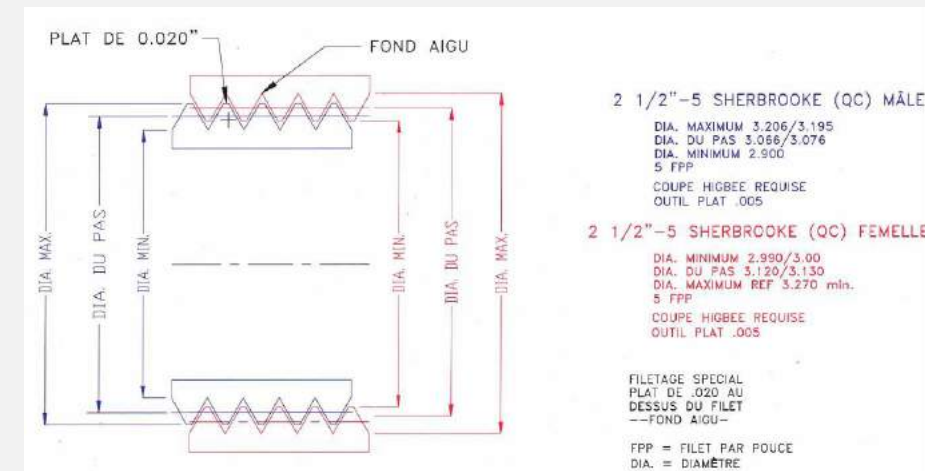 PLAT DE 0.020"
FOND AIGU
DIA. MAX.
DIA. DU PAS
DIA. MIN.
DIA. MIN.
DIA. DU PAS
DIA. MAX.
2 1/2"-5 SHERBROOKE (QC) MÂLE
DIA. MAXIMUM 3.206/3.195
DIA. DU PAS 3.066/3.076
DIA. MINIMUM 2.900
5 FPP
COUPE HIGBEE REQUISE
OUTIL PLAT .005
2 1/2"-5 SHERBROOKE (QC) FEMELLE
DIA. MINIMUM 2.990/3.00
DIA. DU PAS 3.120/3.130
DIA. MAXIMUM REF 3.270 min.
5 FPP
COUPE HIGBEE REQUISE
OUTIL PLAT .005
FILETAGE SPECIAL
PLAT DE .020 AU
DESSUS DU FILET
--FOND AIGU-
FPP = FILET PAR POUCE
DIA. = DIAMÈTRE